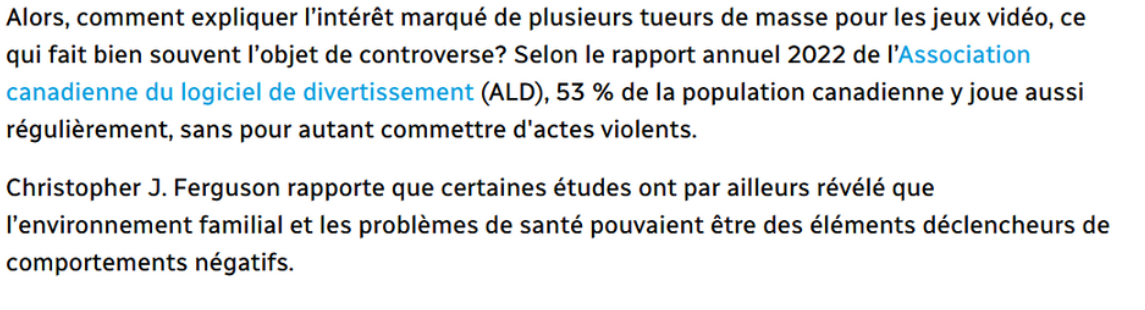 Alors, comment expliquer l’intérêt marqué de plusieurs tueurs de masse pour les jeux vidéo, ce
qui fait bien souvent l’objet de controverse? Selon le rapport annuel 2022 de l’Association
canadienne du logiciel de divertissement (ALD), 53 % de la population canadienne y joue aussi
régulièrement, sans pour autant commettre d'actes violents.
Christopher J. Ferguson rapporte que certaines études ont par ailleurs révélé que
l’environnement familial et les problèmes de santé pouvaient être des éléments déclencheurs de
comportements négatifs.